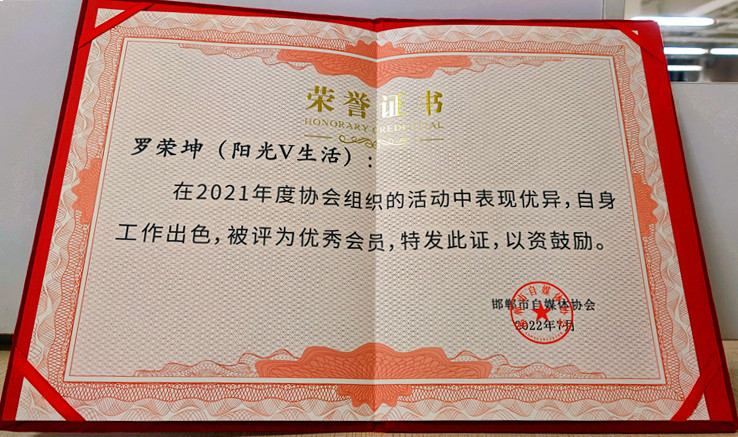 荣誉证书
HONORARY CREDENTIAL
罗荣坤（阳光V生活）：
在2021年度协会组织的活动中表现优异，自身
工作出色，被评为优秀会员，特发此证，以资鼓励。
邯郸市自媒体协会
2022年7月